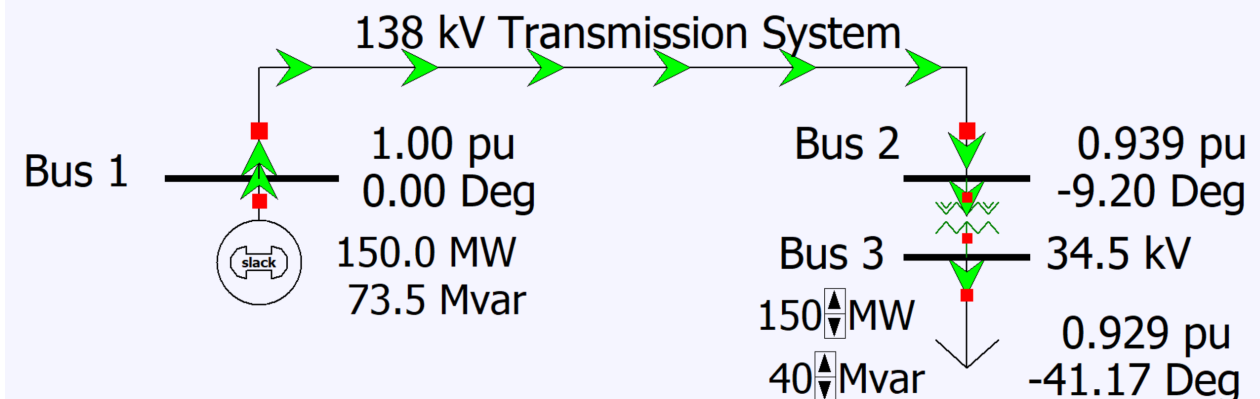 138 kV Transmission System
Bus 1
1.00 pu
0.00 Deg
slack
150.0 MW
73.5 Mvar
Bus 2
0.939 pu
-9.20 Deg
Bus 3
34.5 kV
150 MW
40 Mvar
0.929 pu
-41.17 Deg